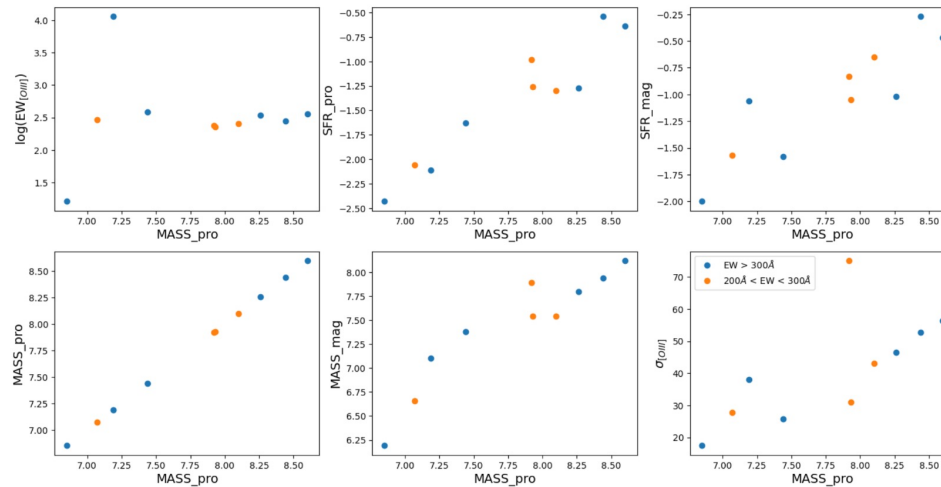 log(EW[OIII])
4.0
3.5
3.0
2.5
2.0
1.5
7.00 7.25 7.50 7.75 8.00 8.25 8.50
MASS_pro
SFR_pro
−0.50
−0.75
−1.00
−1.25
−1.50
−1.75
−2.00
−2.25
−2.50
7.00 7.25 7.50 7.75 8.00 8.25 8.50
MASS_pro
SFR_mag
−0.25
−0.50
−0.75
−1.00
−1.25
−1.50
−1.75
−2.00
7.00 7.25 7.50 7.75 8.00 8.25 8.50
MASS_pro
MASS_pro
8.50
8.25
8.00
7.75
7.50
7.25
7.00
7.00 7.25 7.50 7.75 8.00 8.25 8.50
MASS_pro
MASS_mag
8.00
7.75
7.50
7.25
7.00
6.75
6.50
6.25
7.00 7.25 7.50 7.75 8.00 8.25 8.50
MASS_pro
σ[OIII]
70
60
50
40
30
20
EW > 300Å
200Å < EW < 300Å
7.00 7.25 7.50 7.75 8.00 8.25 8.50
MASS_pro